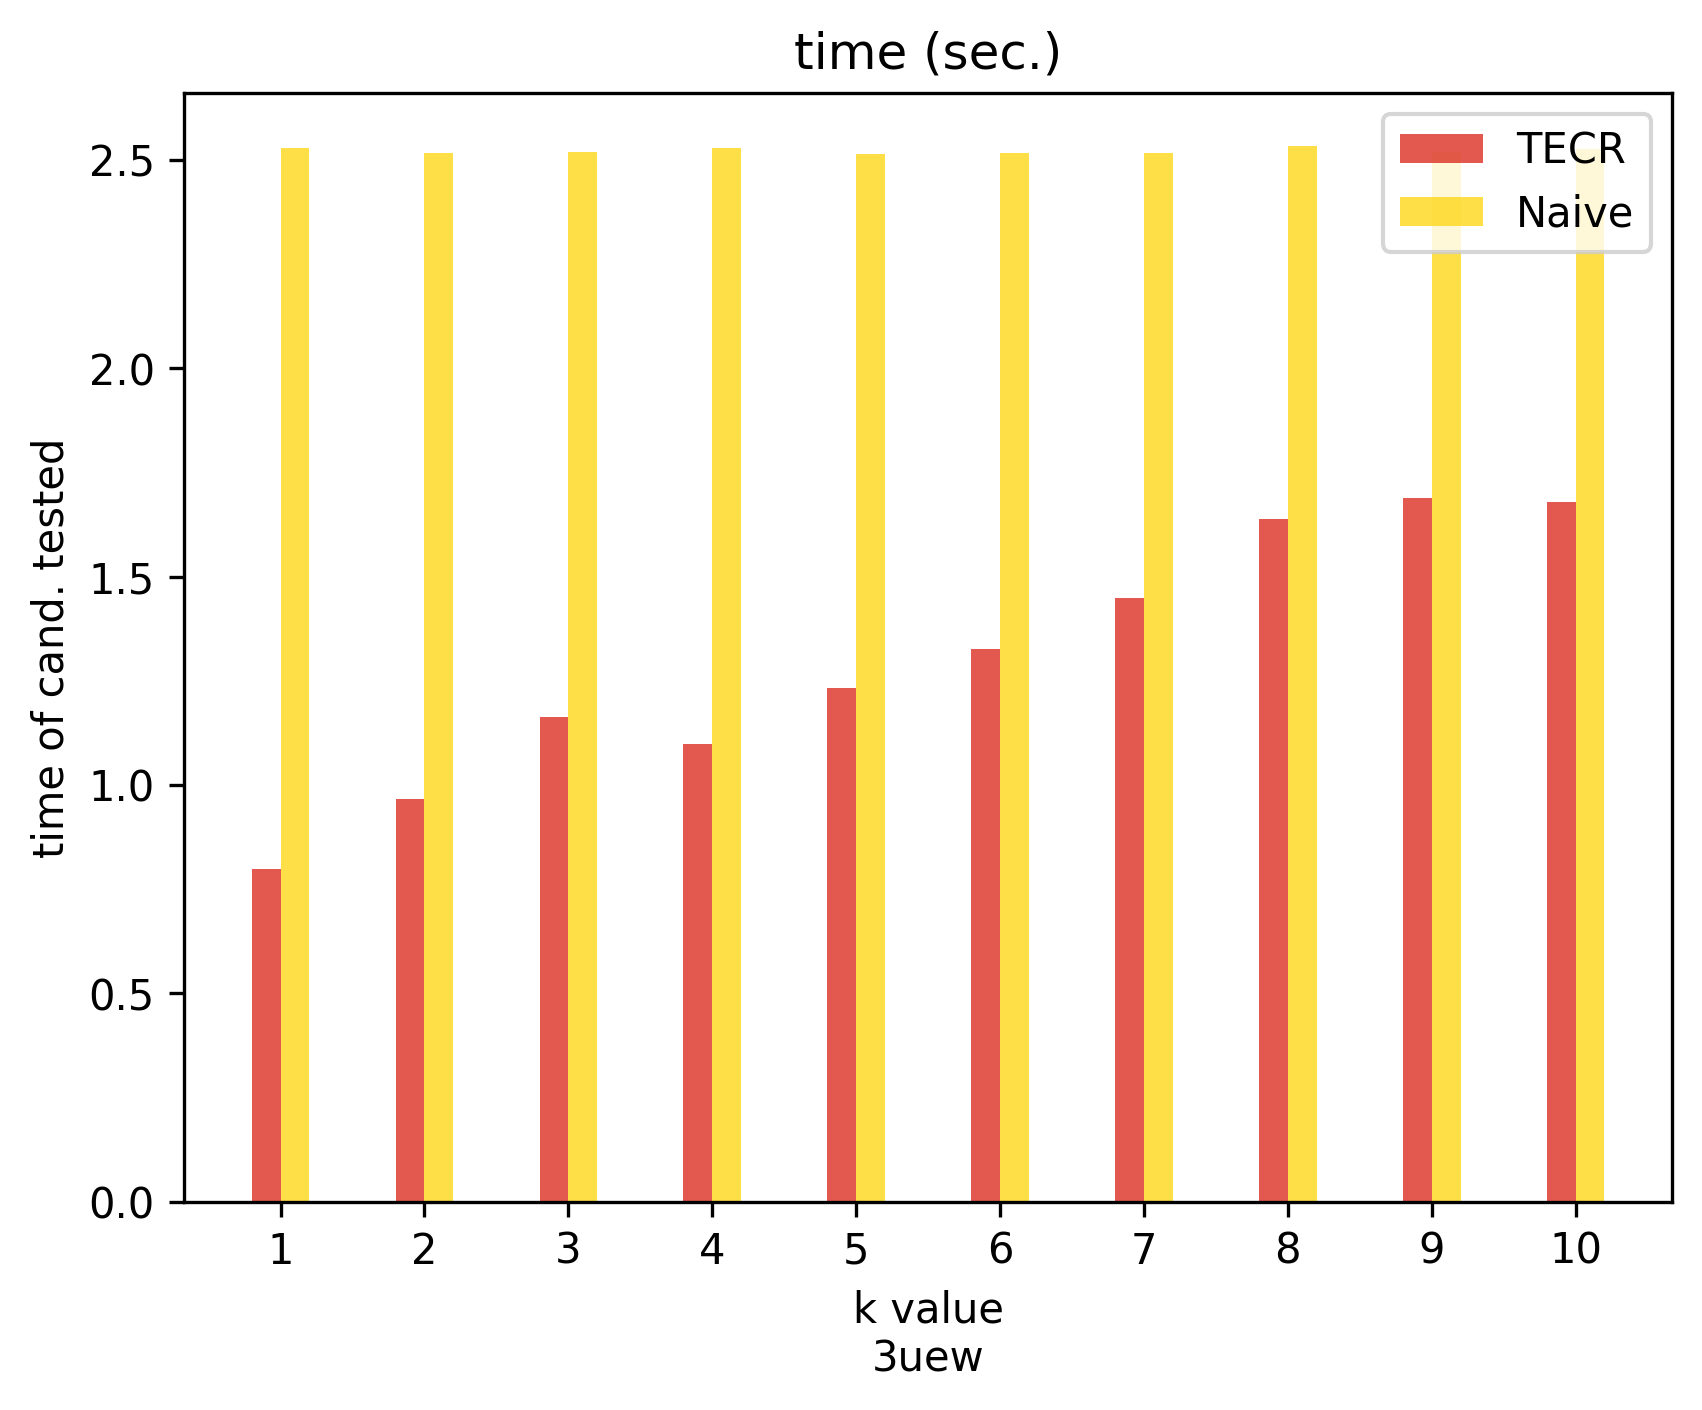 time (sec.)
TECR
Naive
2.5
2.0
1.5
1.0
0.5
0.0
time of cand. tested
1 2 3 4 5 6 7 8 9 10
k value
3uew